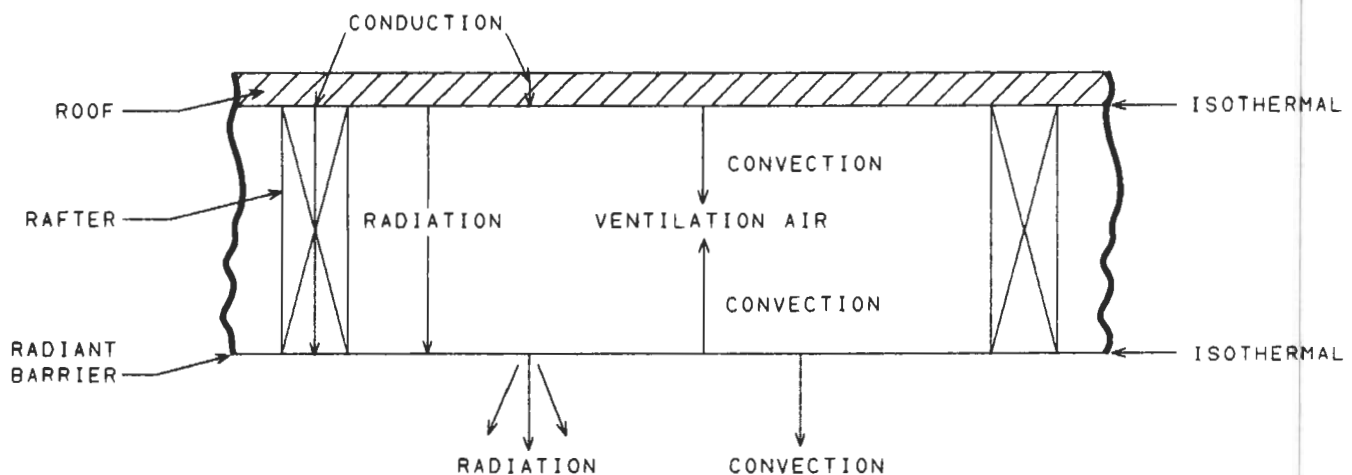 CONDUCTION
ROOF
ISOTHERMAL
CONVECTION
RAFTER
RADIATION
VENTILATION AIR
CONVECTION
RADIANT
BARRIER
ISOTHERMAL
RADIATION
CONVECTION